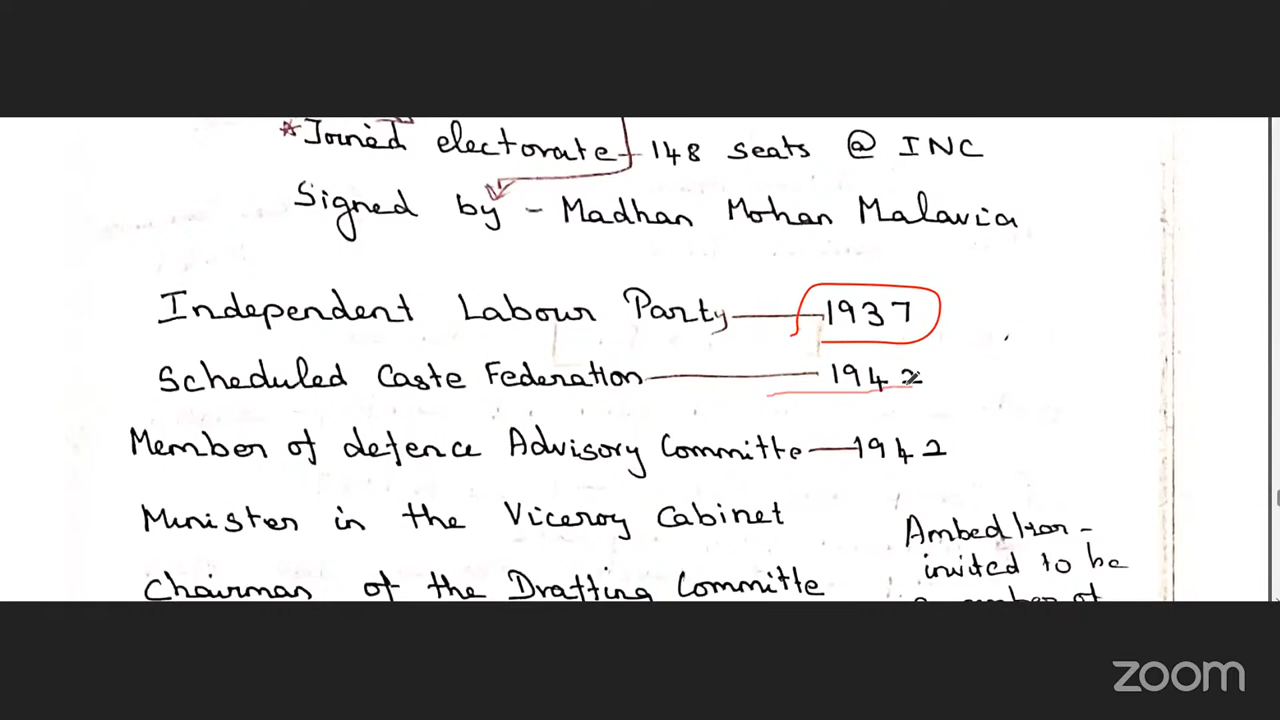 *Joined electorate - 148 seats @ INC
Signed by - Madhan Mohan Malavia
Independent Labour Party — 1937
Scheduled Caste Federation — 1942
Member of defence Advisory Committe — 1942
Minister in the Viceroy Cabinet
Chairman of the Drafting Committe
Ambedkar -
invited to be
a member of
zoom